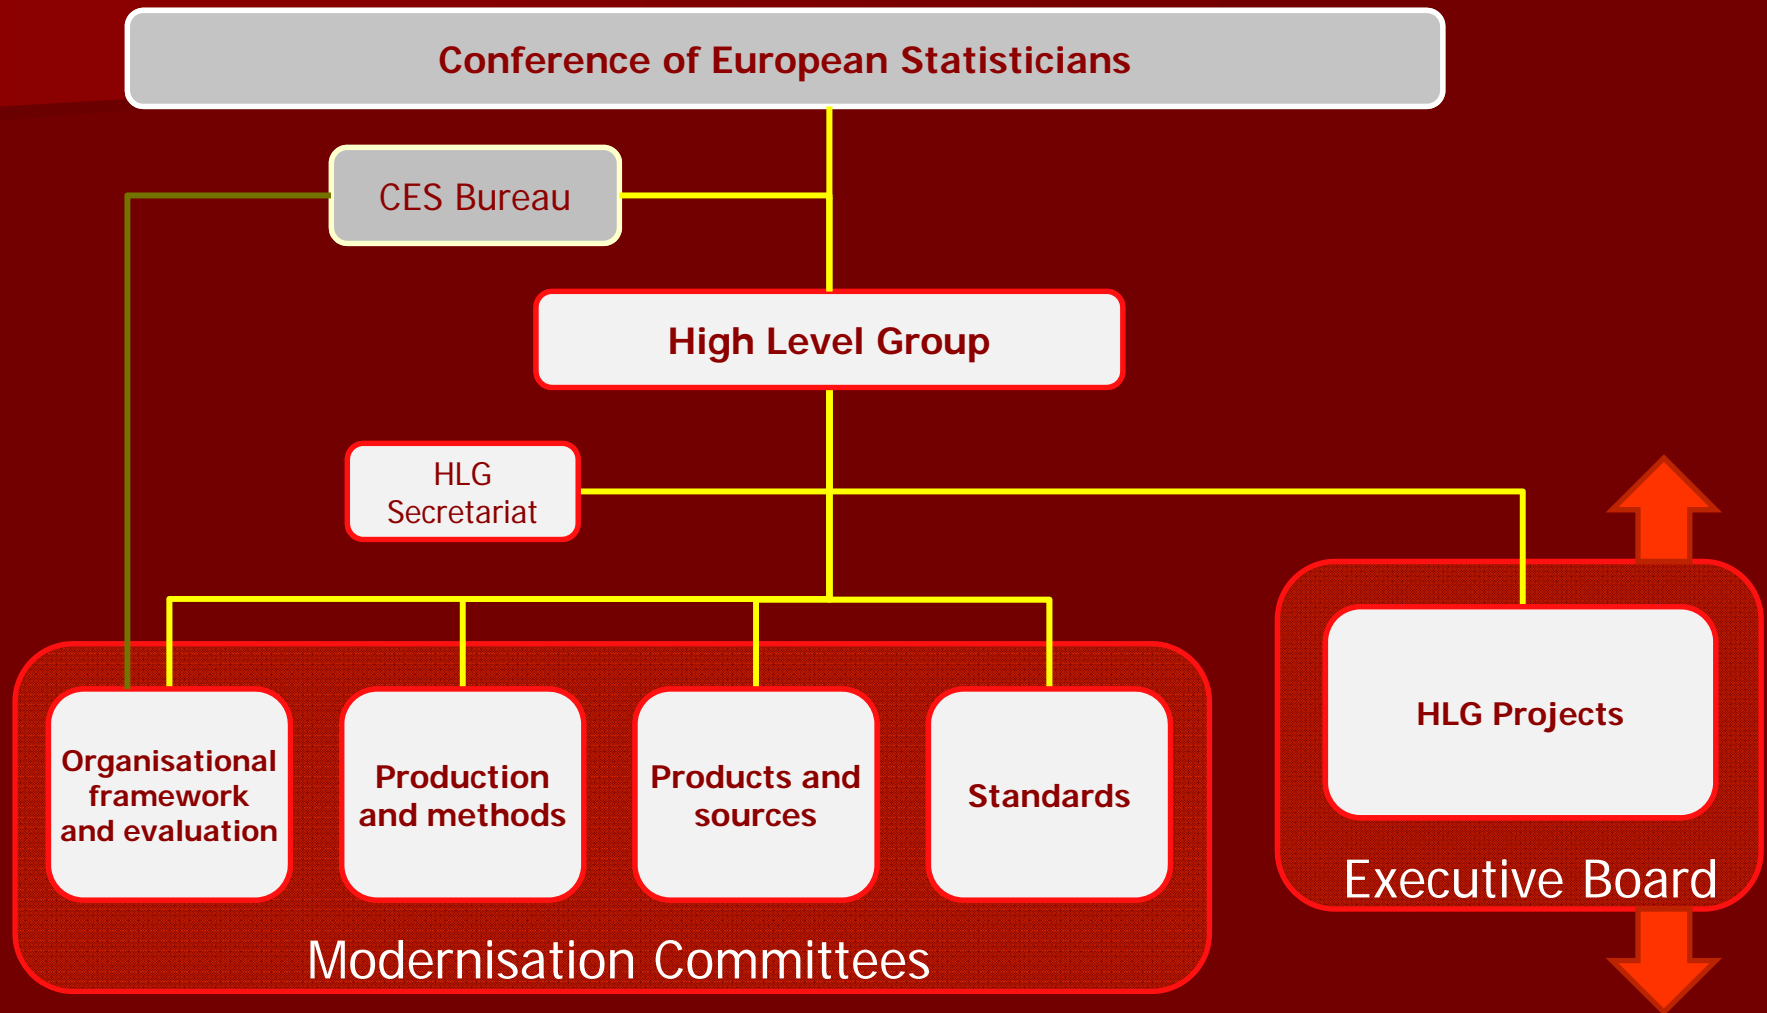 Conference of European Statisticians
CES Bureau
High Level Group
HLG
Secretariat
Organisational
framework
and evaluation
Production
and methods
Products and
sources
Standards
Modernisation Committees
HLG Projects
Executive Board